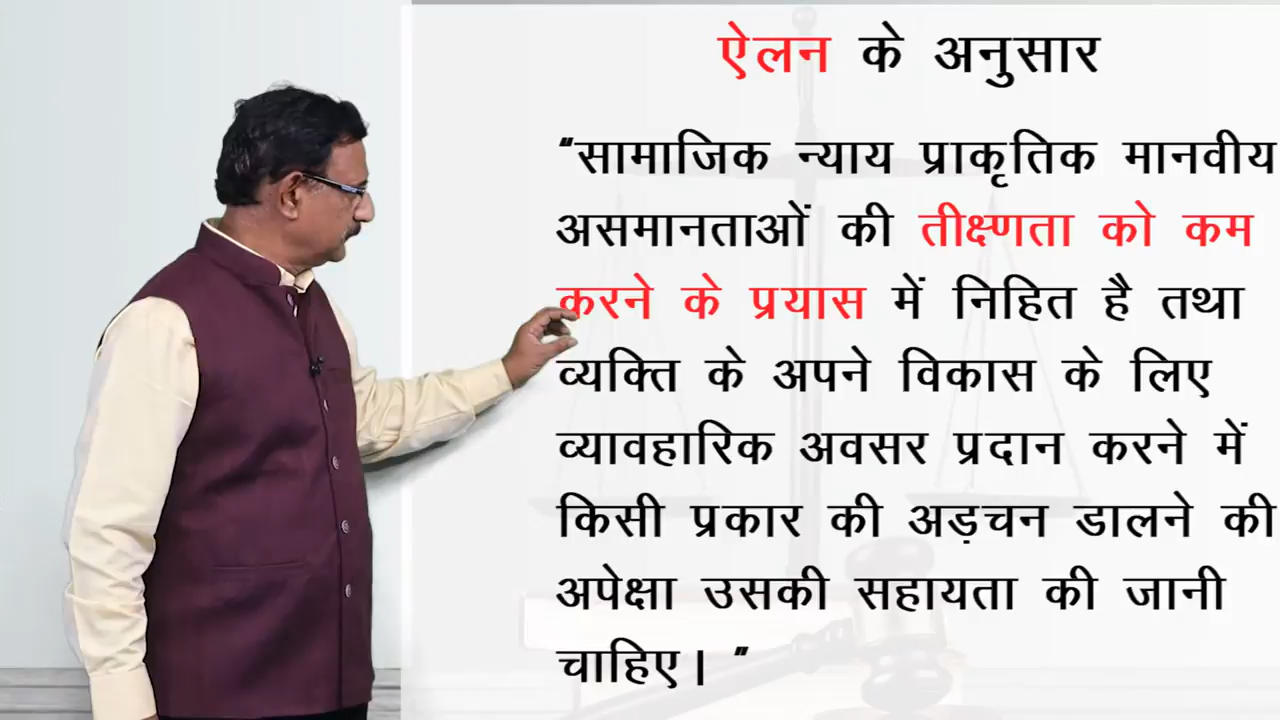 ऐलन के अनुसार
“सामाजिक न्याय प्राकृतिक मानवीय
असमानताओं की तीक्ष्णता को कम
करने के प्रयास में निहित है तथा
व्यक्ति के अपने विकास के लिए
व्यावहारिक अवसर प्रदान करने में
किसी प्रकार की अड़चन डालने की
अपेक्षा उसकी सहायता की जानी
चाहिए। ”